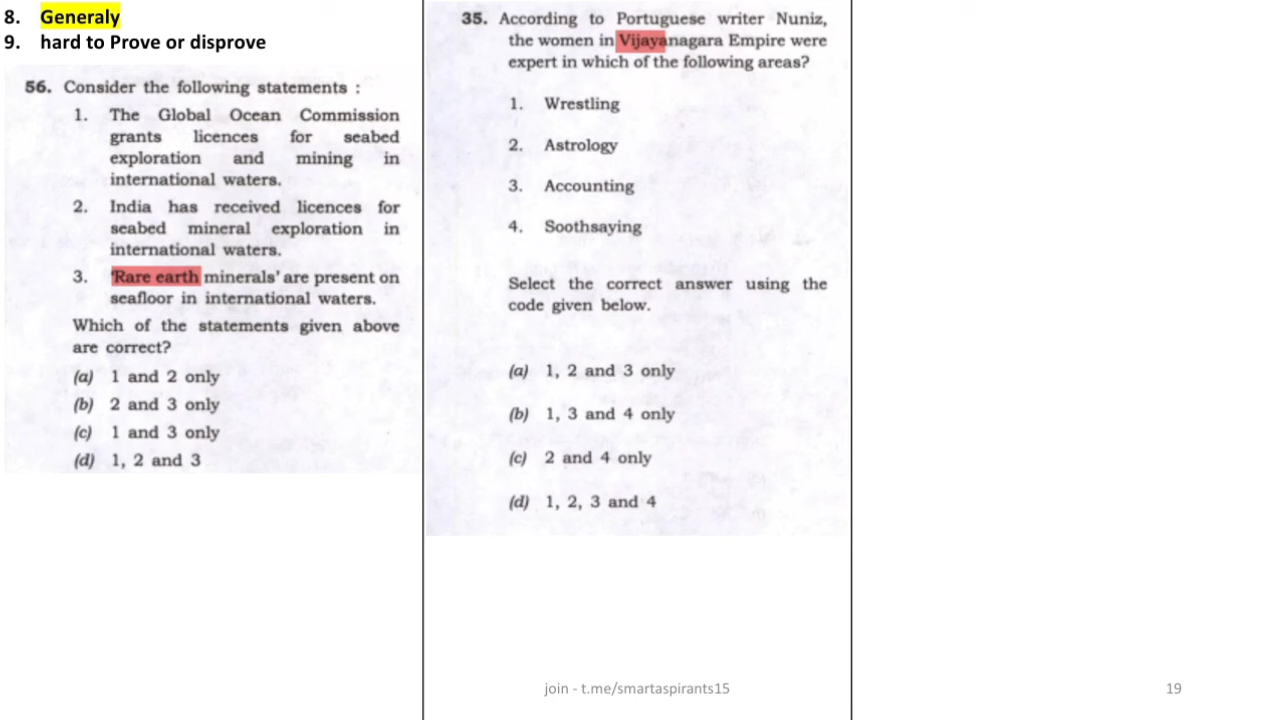 8. Generaly
9. hard to Prove or disprove
56. Consider the following statements :
1. The Global Ocean Commission
grants licences for seabed
exploration and mining in
international waters.
2. India has received licences for
seabed mineral exploration in
international waters.
3. 'Rare earth minerals' are present on
seafloor in international waters.
Which of the statements given above
are correct?
(a) 1 and 2 only
(b) 2 and 3 only
(c) 1 and 3 only
(d) 1, 2 and 3
35. According to Portuguese writer Nuniz,
the women in Vijayanagara Empire were
expert in which of the following areas?
1. Wrestling
2. Astrology
3. Accounting
4. Soothsaying
Select the correct answer using the
code given below.
(a) 1, 2 and 3 only
(b) 1, 3 and 4 only
(c) 2 and 4 only
(d) 1, 2, 3 and 4
join - t.me/smartaspirants15
19